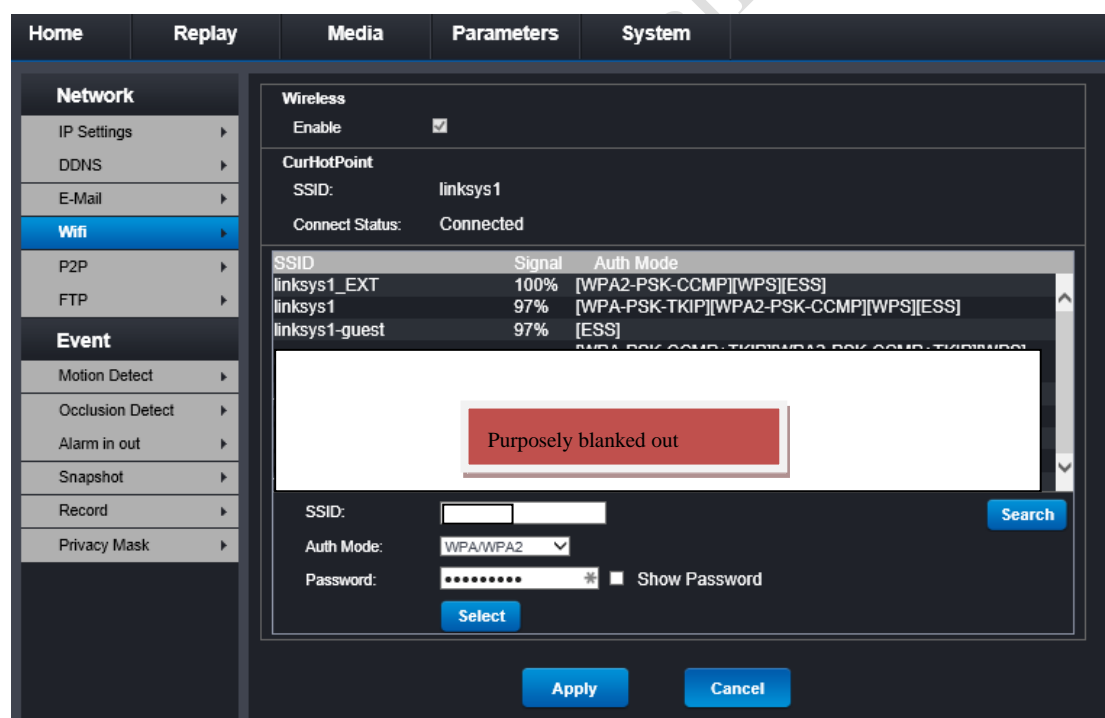 Home Replay Media Parameters System
Network
IP Settings
DDNS
E-Mail
Wifi
P2P
FTP
Event
Motion Detect
Occlusion Detect
Alarm in out
Snapshot
Record
Privacy Mask
Wireless
Enable
CurHotPoint
SSID: linksys1
Connect Status: Connected
SSID Signal Auth Mode
linksys1_EXT 100% [WPA2-PSK-CCMP][WPS][ESS]
linksys1 97% [WPA-PSK-TKIP][WPA2-PSK-CCMP][WPS][ESS]
linksys1-guest 97% [ESS]
Purposely blanked out
SSID: Search
Auth Mode: WPA/WPA2
Password: ••••••••• Show Password
Select
Apply Cancel